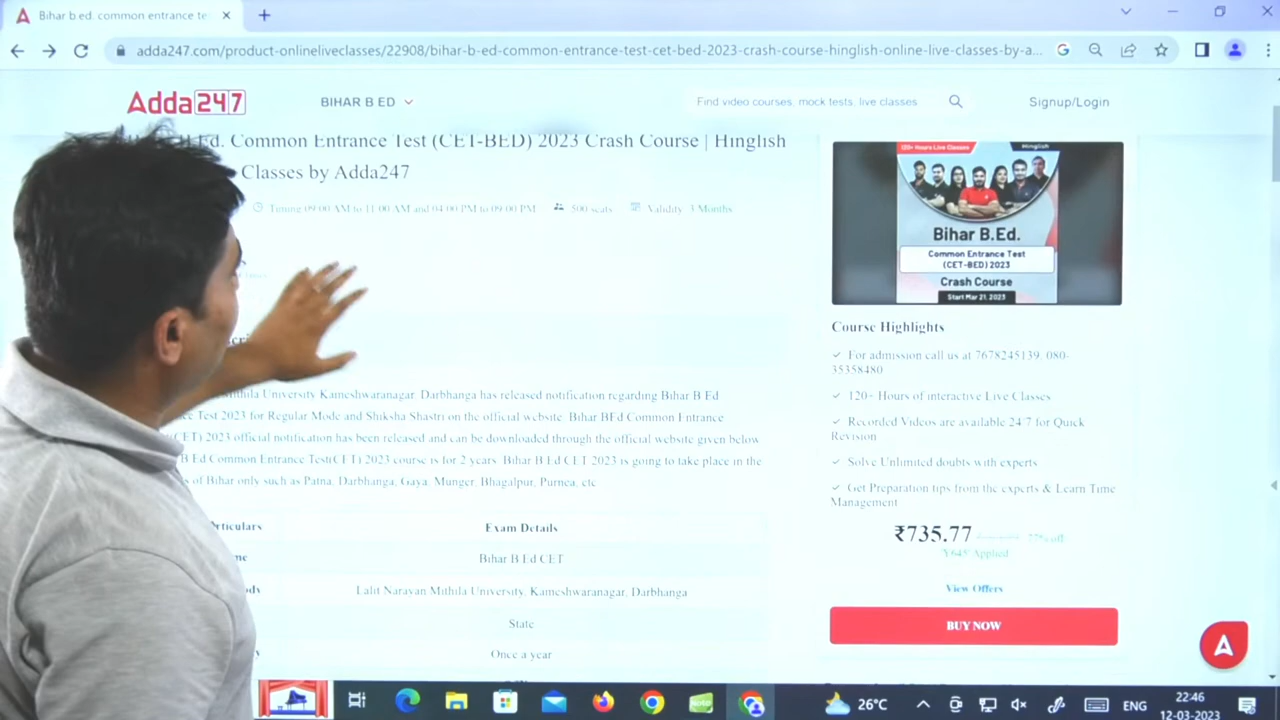 Bihar b.ed. common entrance te
adda247.com/product-onlineliveclasses/22908/bihar-b-ed-common-entrance-test-cet-bed-2023-crash-course-hinglish-online-live-classes-by-a...
Adda247
BIHAR B ED
Find video courses, mock tests, live classes
Signup/Login
Ed. Common Entrance Test (CET-BED) 2023 Crash Course | Hinglish
Classes by Adda247
Timing 09:00 AM to 11:00 AM and 04:00 PM to 09:00 PM
500 seats
Validity 3 Months
Mithila University Kameshwaranagar, Darbhanga has released notification regarding Bihar B Ed
Test 2023 for Regular Mode and Shiksha Shastri on the official website. Bihar BEd Common Entrance
(CET) 2023 official notification has been released and can be downloaded through the official website given below
B Ed Common Entrance Test(CET) 2023 course is for 2 years. Bihar B Ed CET 2023 is going to take place in the
of Bihar only such as Patna, Darbhanga, Gaya, Munger, Bhagalpur, Purnea, etc
Exam Details
Bihar B Ed CET
Lalit Narayan Mithila University, Kameshwaranagar, Darbhanga
State
Once a year
120+ Hours Live Classes
Hinglish
Bihar B.Ed.
Common Entrance Test
(CET-BED) 2023
Crash Course
Start Mar 21, 2023
Course Highlights
✓ For admission call us at 7678245139, 080-
35358480
✓ 120+ Hours of interactive Live Classes
✓ Recorded Videos are available 24*7 for Quick
Revision
✓ Solve Unlimited doubts with experts
✓ Get Preparation tips from the experts & Learn Time
Management
₹735.77
77% off
Applied
View Offers
BUY NOW
26°C
ENG
22:46
12-03-2023